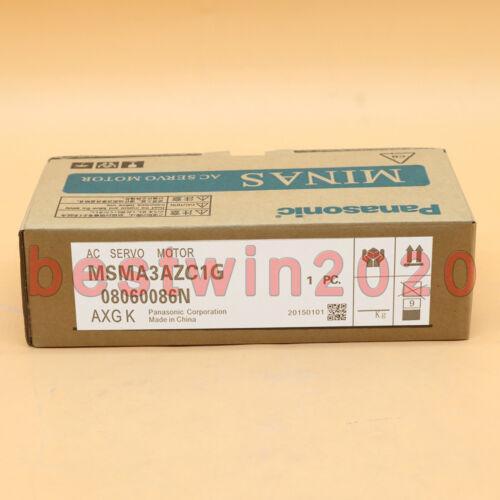 MINAS
AC SERVO MOTOR
Panasonic
AC SERVO MOTOR
MSMA3AZC1G
08060086N
AXGK
Panasonic Corporation
Made in China
1 PC.
20150101
Kg
9
bestwin2020